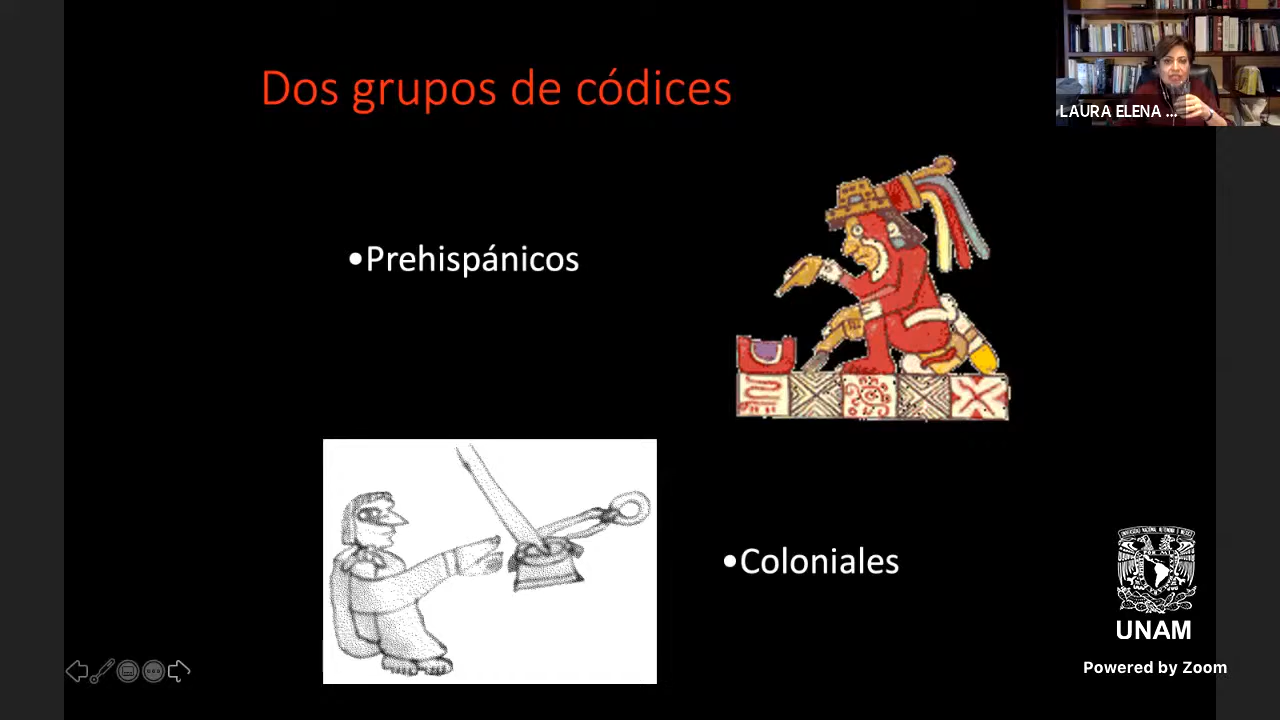 Dos grupos de códices
LAURA ELENA ...
•Prehispánicos
•Coloniales
UNAM
Powered by Zoom